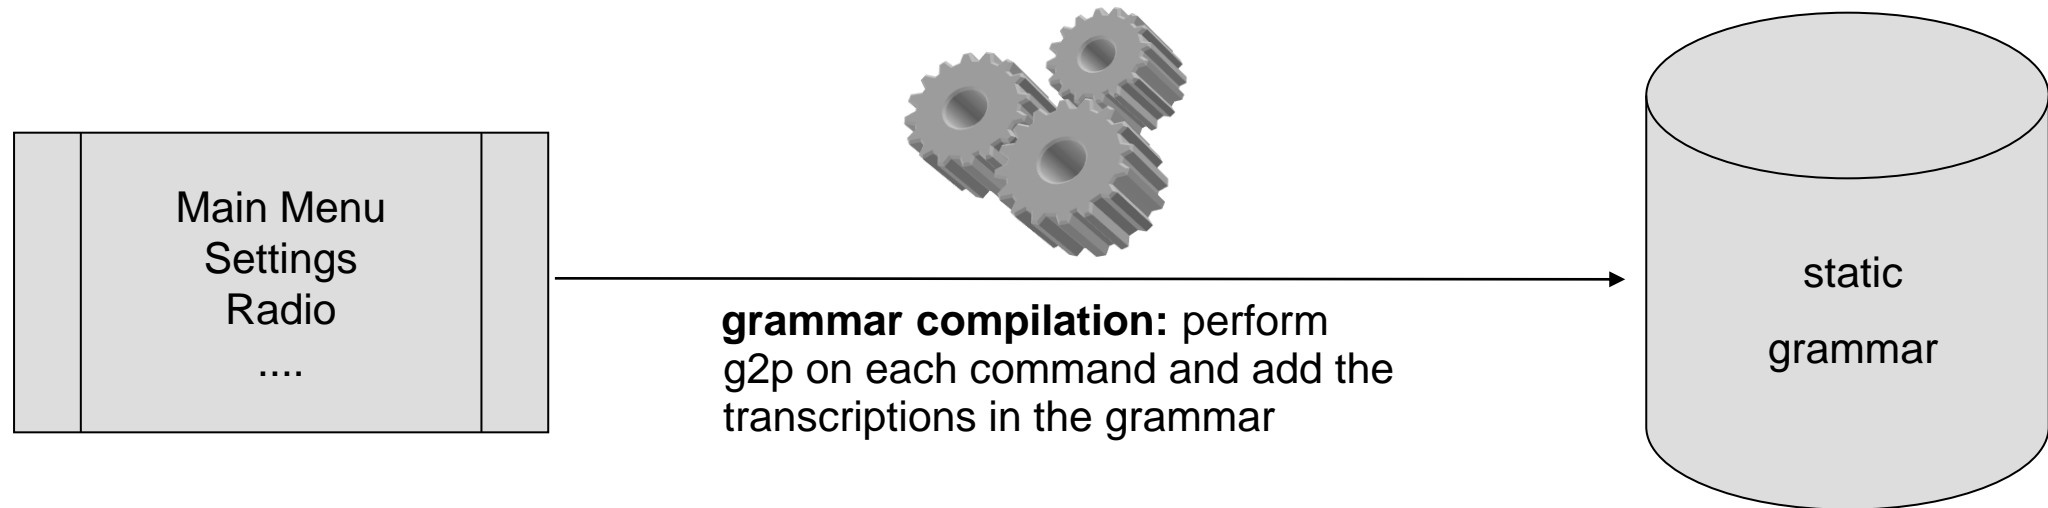 Main Menu
Settings
Radio
....
grammar compilation: perform
g2p on each command and add the
transcriptions in the grammar
static
grammar